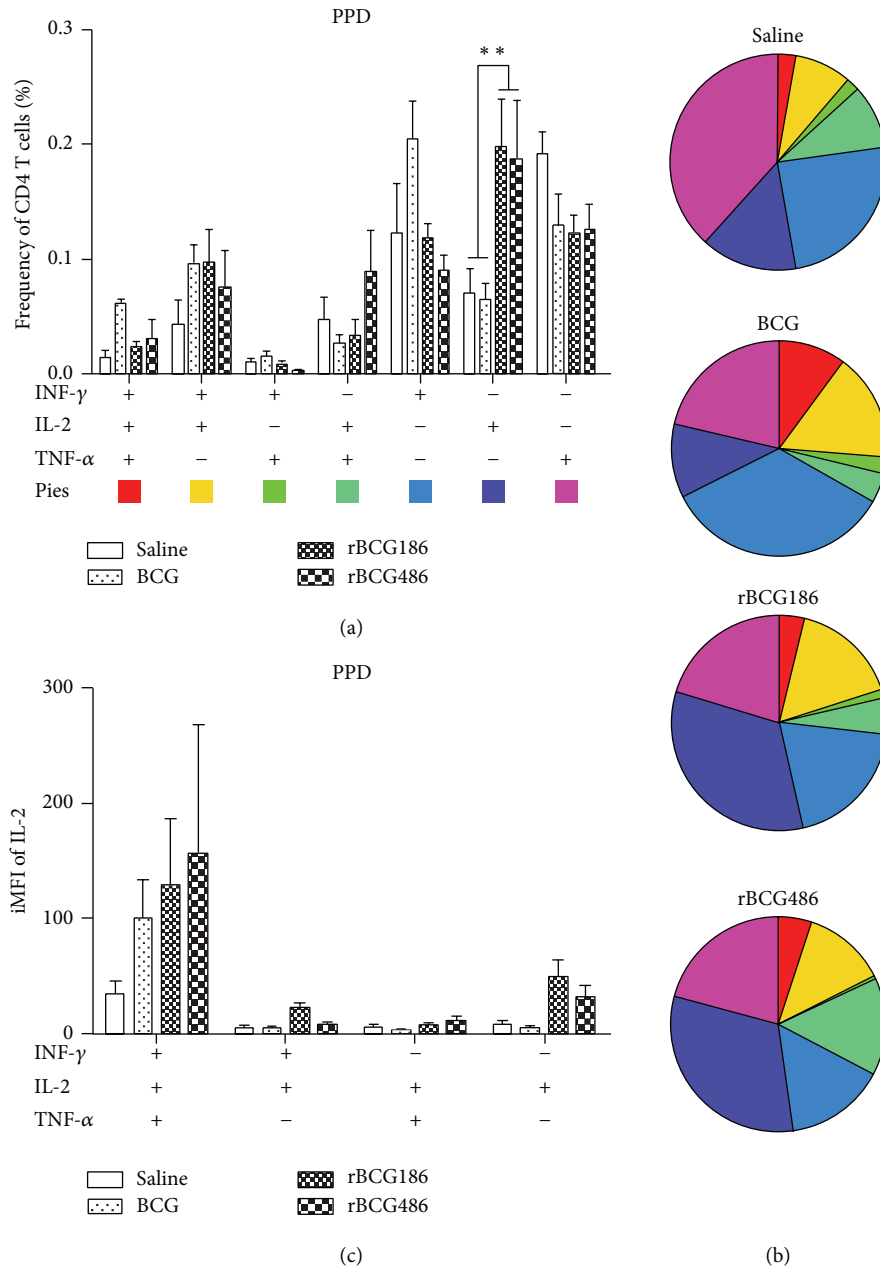 PPD
0.3
0.2
0.1
0.0
Frequency of CD4 T cells (%)
**
INF-γ + + + − + − −
IL-2 + + − + − + −
TNF-α + − + + − − +
Pies
Saline
BCG
rBCG186
rBCG486
(a)
PPD
300
200
100
0
iMFI of IL-2
INF-γ + + − −
IL-2 + + + +
TNF-α + − + −
Saline
BCG
rBCG186
rBCG486
(c)
Saline
BCG
rBCG186
rBCG486
(b)